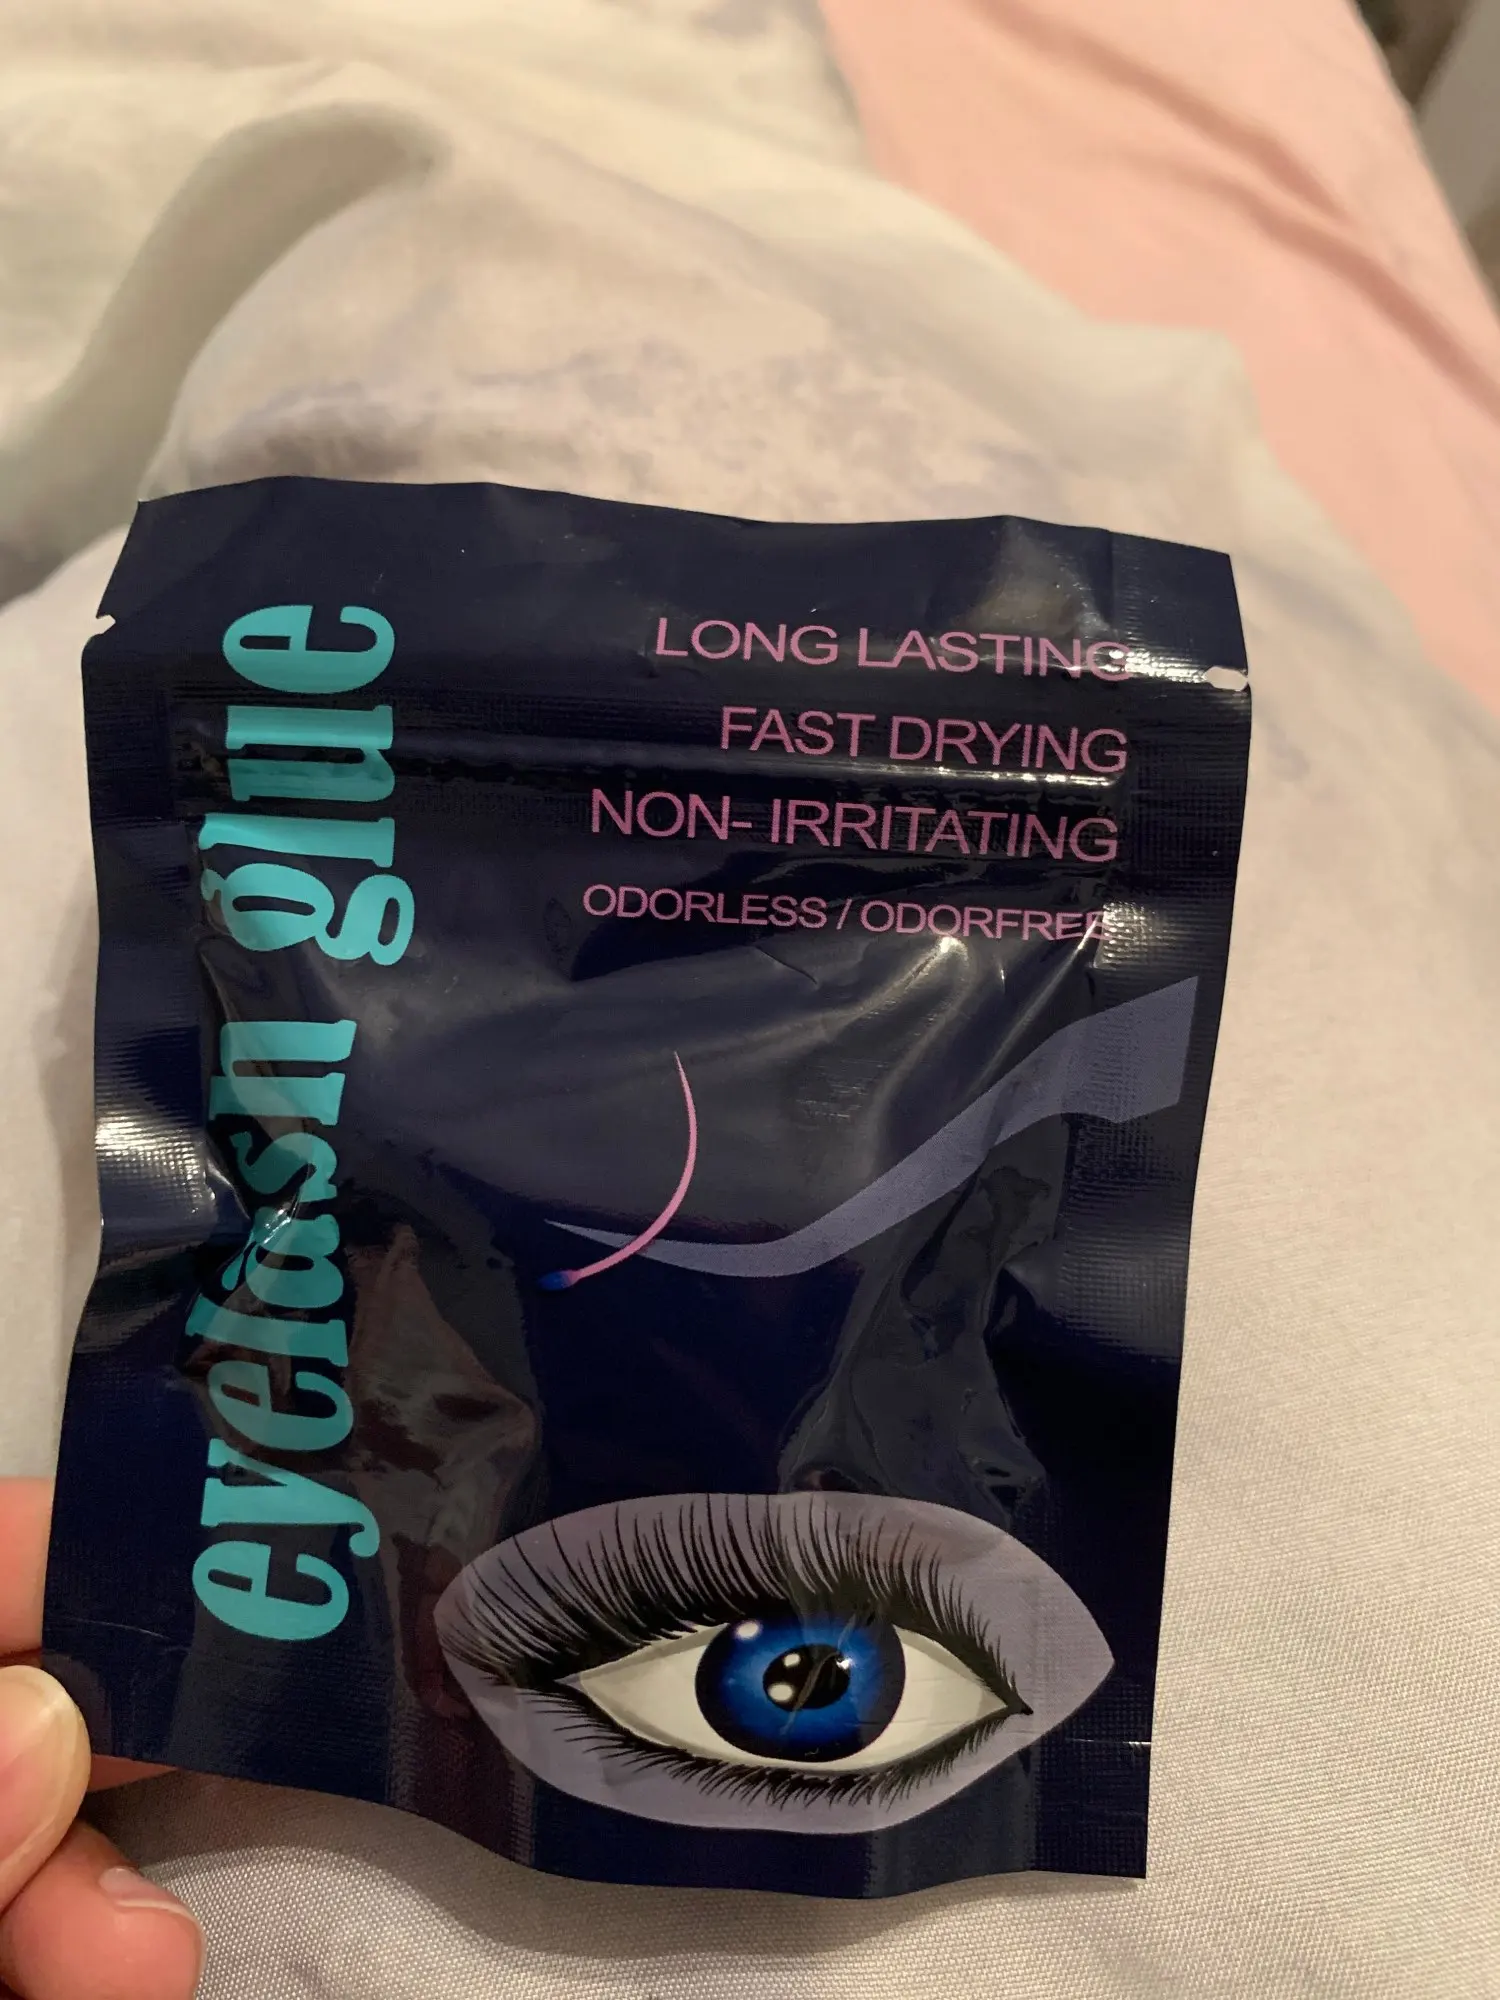 eyelash glue
LONG LASTING
FAST DRYING
NON- IRRITATING
ODORLESS / ODORFREE